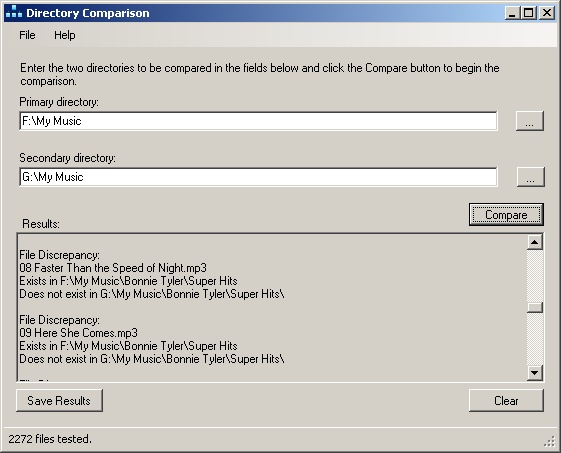 Directory Comparison
File Help
Enter the two directories to be compared in the fields below and click the Compare button to begin the
comparison.
Primary directory:
F:\My Music
...
Secondary directory:
G:\My Music
...
Compare
Results:
File Discrepancy:
08 Faster Than the Speed of Night.mp3
Exists in F:\My Music\Bonnie Tyler\Super Hits
Does not exist in G:\My Music\Bonnie Tyler\Super Hits\
File Discrepancy:
09 Here She Comes.mp3
Exists in F:\My Music\Bonnie Tyler\Super Hits
Does not exist in G:\My Music\Bonnie Tyler\Super Hits\
Save Results
Clear
2272 files tested.